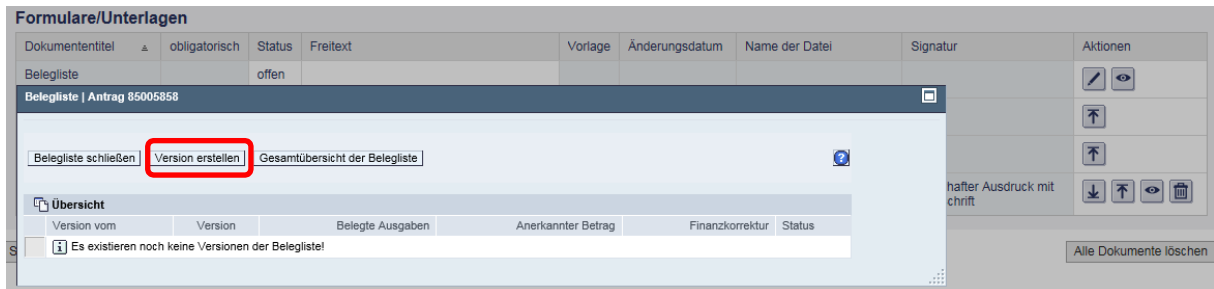 Formulare/Unterlagen
Dokumententitel obligatorisch Status Freitext Vorlage Änderungsdatum Name der Datei Signatur Aktionen
Belegliste offen
Belegliste | Antrag 85005858
Belegliste schließen Version erstellen Gesamtübersicht der Belegliste
Übersicht
hafter Ausdruck mit
chrift
Version vom Version Belegte Ausgaben Anerkannter Betrag Finanzkorrektur Status
Es existieren noch keine Versionen der Belegliste!
S Alle Dokumente löschen